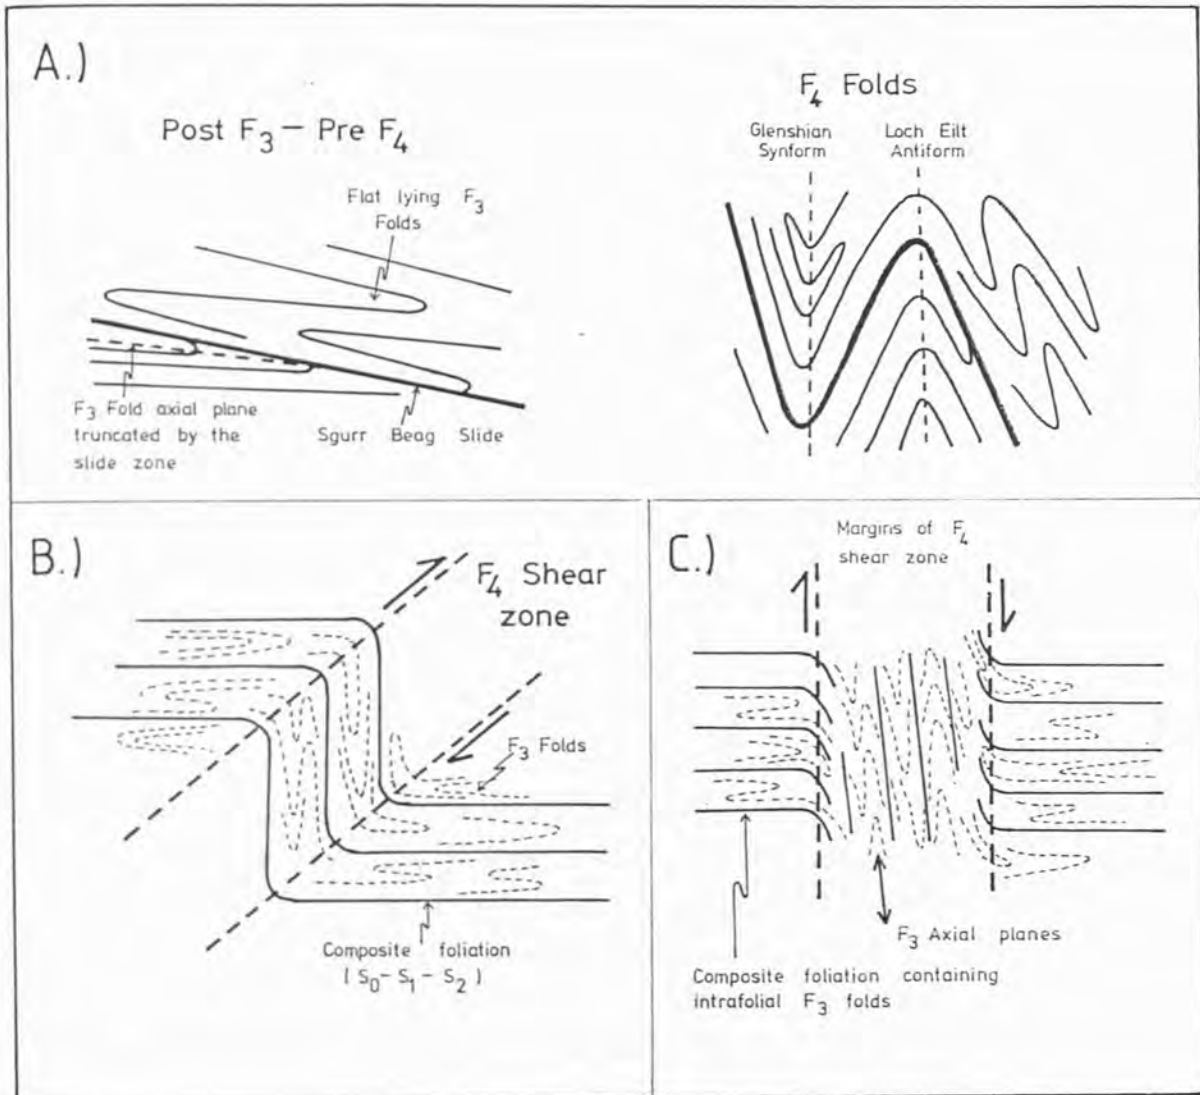 A.)
Post F₃ – Pre F₄
Flat lying F₃
Folds
F₃ Fold axial plane
truncated by the
slide zone
Sgurr Beag Slide
F₄ Folds
Glenshian
Synform
Loch Eilt
Antiform
B.)
F₄ Shear
zone
F₃ Folds
Composite foliation
( S₀ – S₁ – S₂ )
C.)
Margins of F₄
shear zone
F₃ Axial planes
Composite foliation containing
intrafolial F₃ folds